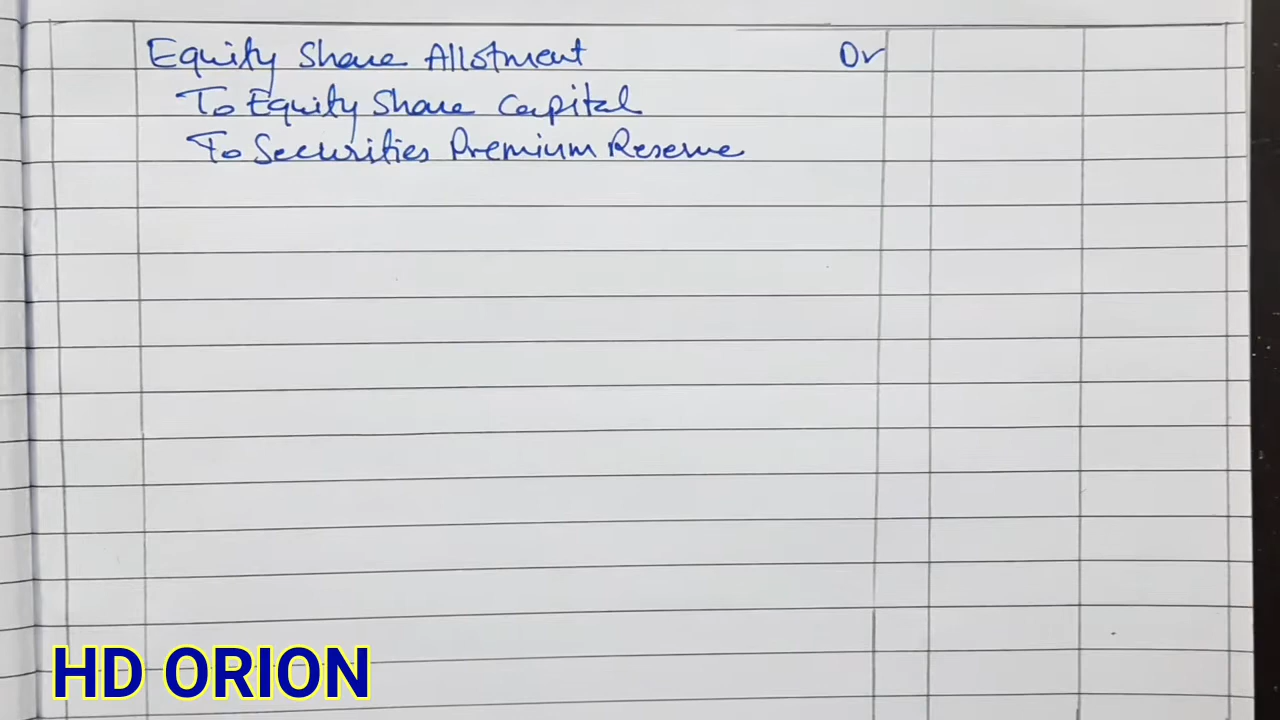 Equity Share Allotment Dr
To Equity Share Capital
To Securities Premium Reserve
HD ORION